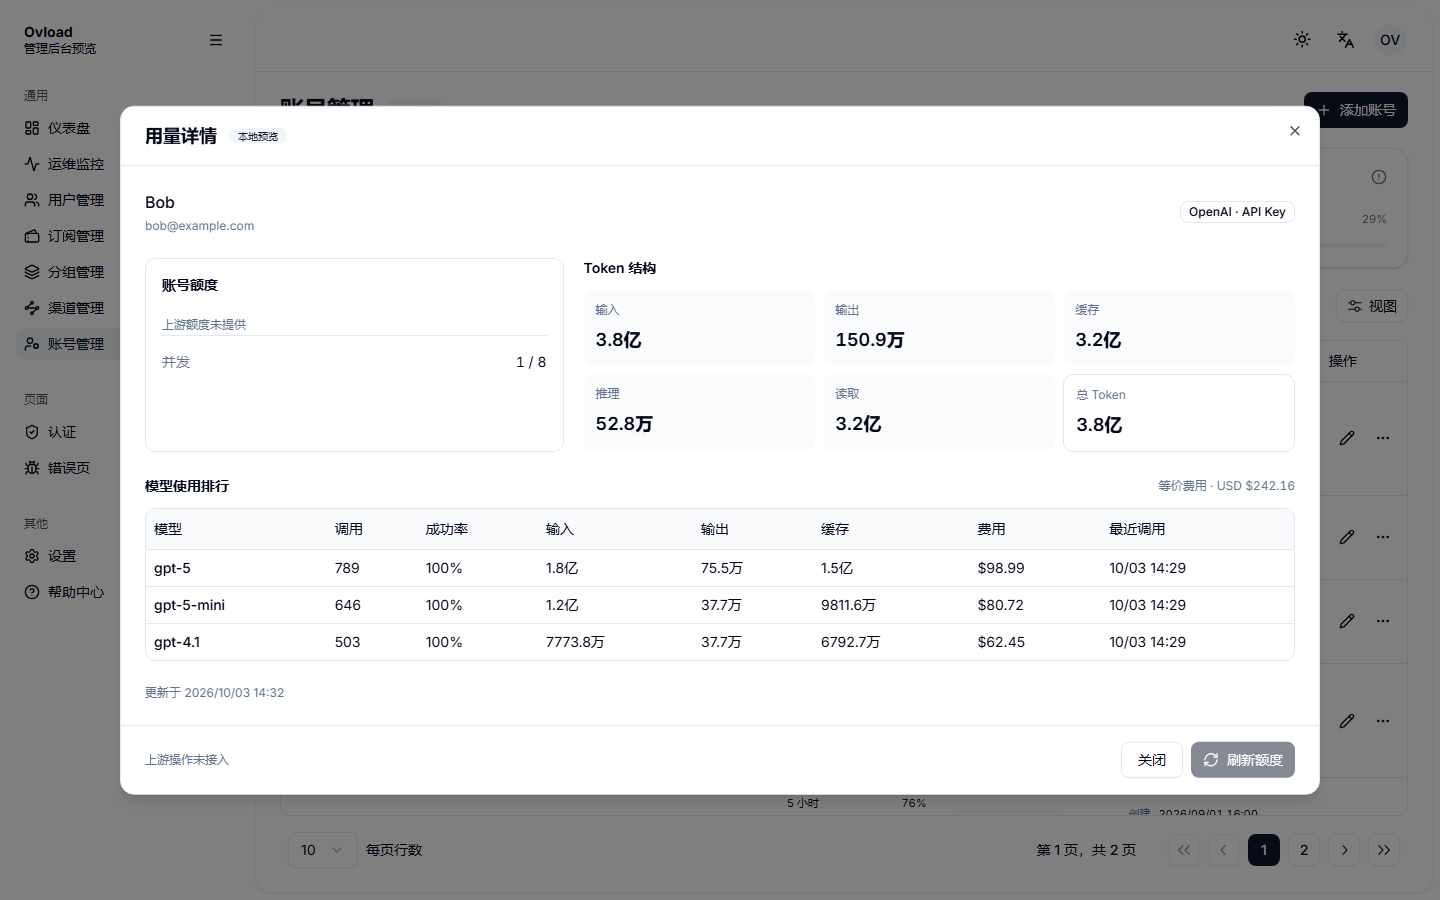 Ovload
管理后台预览
OV
通用
仪表盘
运维监控
用户管理
订阅管理
分组管理
渠道管理
账号管理
页面
认证
错误页
其他
设置
帮助中心
账号管理
添加账号
29%
视图
操作
用量详情
本地预览
Bob
bob@example.com
OpenAI · API Key
账号额度
上游额度未提供
并发 1 / 8
Token 结构
输入 输出 缓存
3.8亿 150.9万 3.2亿
推理 读取 总 Token
52.8万 3.2亿 3.8亿
模型使用排行 等价费用 · USD $242.16
模型 调用 成功率 输入 输出 缓存 费用 最近调用
gpt-5 789 100% 1.8亿 75.5万 1.5亿 $98.99 10/03 14:29
gpt-5-mini 646 100% 1.2亿 37.7万 9811.6万 $80.72 10/03 14:29
gpt-4.1 503 100% 7773.8万 37.7万 6792.7万 $62.45 10/03 14:29
更新于 2026/10/03 14:32
上游操作未接入
关闭 刷新额度
5 小时 76%
创建 2026/09/01 16:00
10 每页行数
第 1 页，共 2 页 1 2